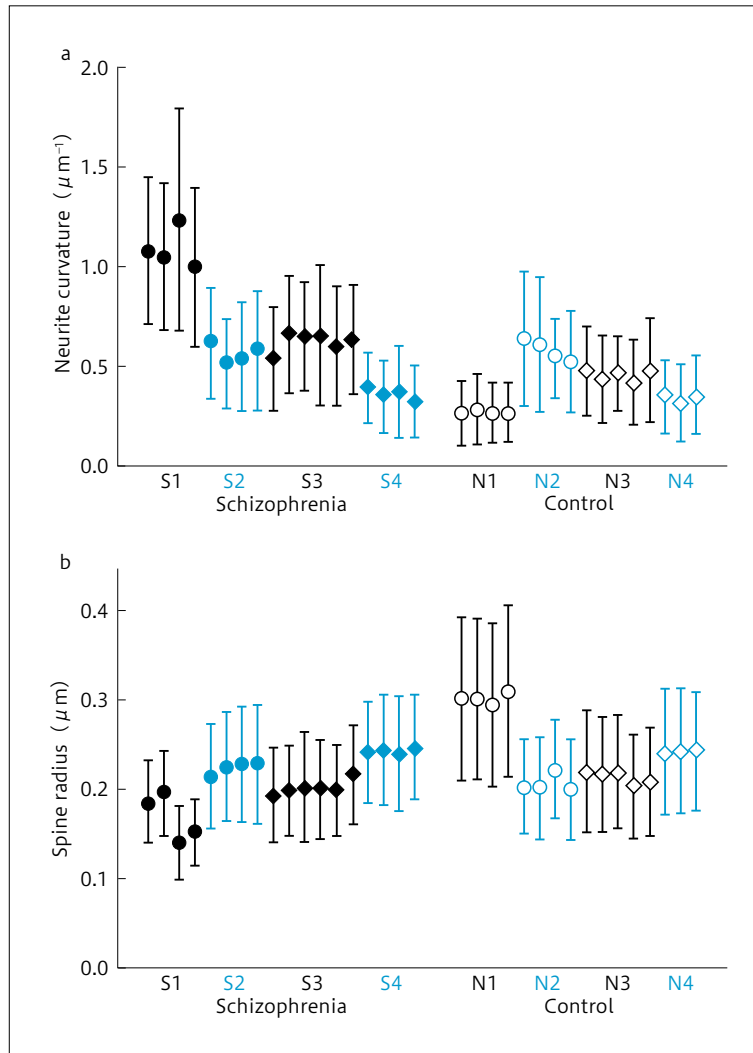 a
2.0
1.5
1.0
0.5
0.0
Neurite curvature (μm⁻¹)
S1 S2 S3 S4 N1 N2 N3 N4
Schizophrenia Control
b
0.4
0.3
0.2
0.1
0.0
Spine radius (μm)
S1 S2 S3 S4 N1 N2 N3 N4
Schizophrenia Control